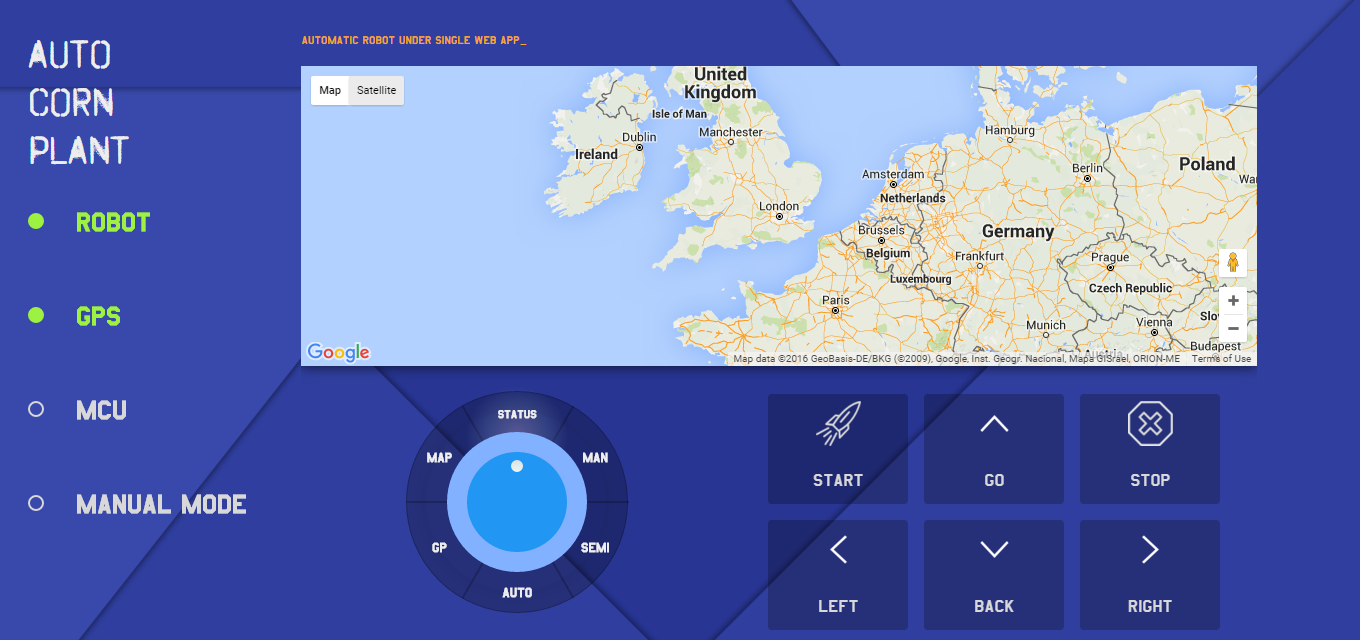 AUTO
CORN
PLANT
ROBOT
GPS
MCU
MANUAL MODE
AUTOMATIC ROBOT UNDER SINGLE WEB APP_
Map Satellite
United
Kingdom
Isle of Man
Manchester
Dublin
Ireland
London
Hamburg
Berlin
Poland
Amsterdam
Netherlands
Brussels
Belgium
Germany
Frankfurt
Luxembourg
Prague
Czech Republic
Paris
Munich
Vienna
Slo
Budapest
Austria
Google
Map data ©2016 GeoBasis-DE/BKG (©2009), Google, Inst. Geogr. Nacional, Mapa GISrael, ORION-ME Terms of Use
STATUS
MAP
MAN
GP
SEMI
AUTO
START
GO
STOP
LEFT
BACK
RIGHT